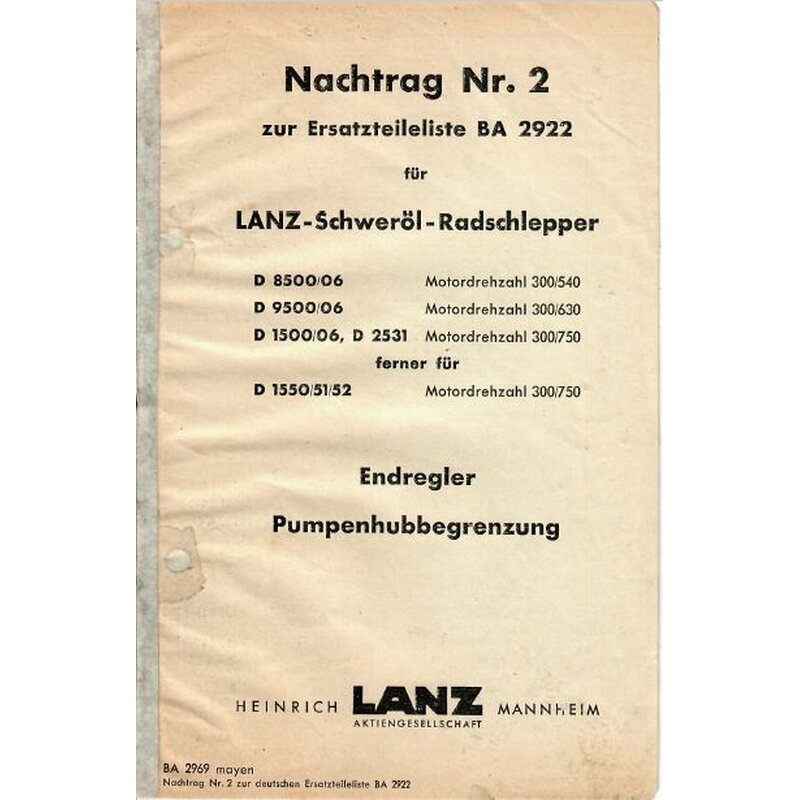 Nachtrag Nr. 2
zur Ersatzteileliste BA 2922
für
LANZ-Schweröl-Radschlepper
D 8500/06 Motordrehzahl 300/540
D 9500/06 Motordrehzahl 300/630
D 1500/06, D 2531 Motordrehzahl 300/750
ferner für
D 1550/51/52 Motordrehzahl 300/750
Endregler
Pumpenhubbegrenzung
HEINRICH LANZ MANNHEIM
AKTIENGESELLSCHAFT
BA 2969 mayen
Nachtrag Nr. 2 zur deutschen Ersatzteileliste BA 2922